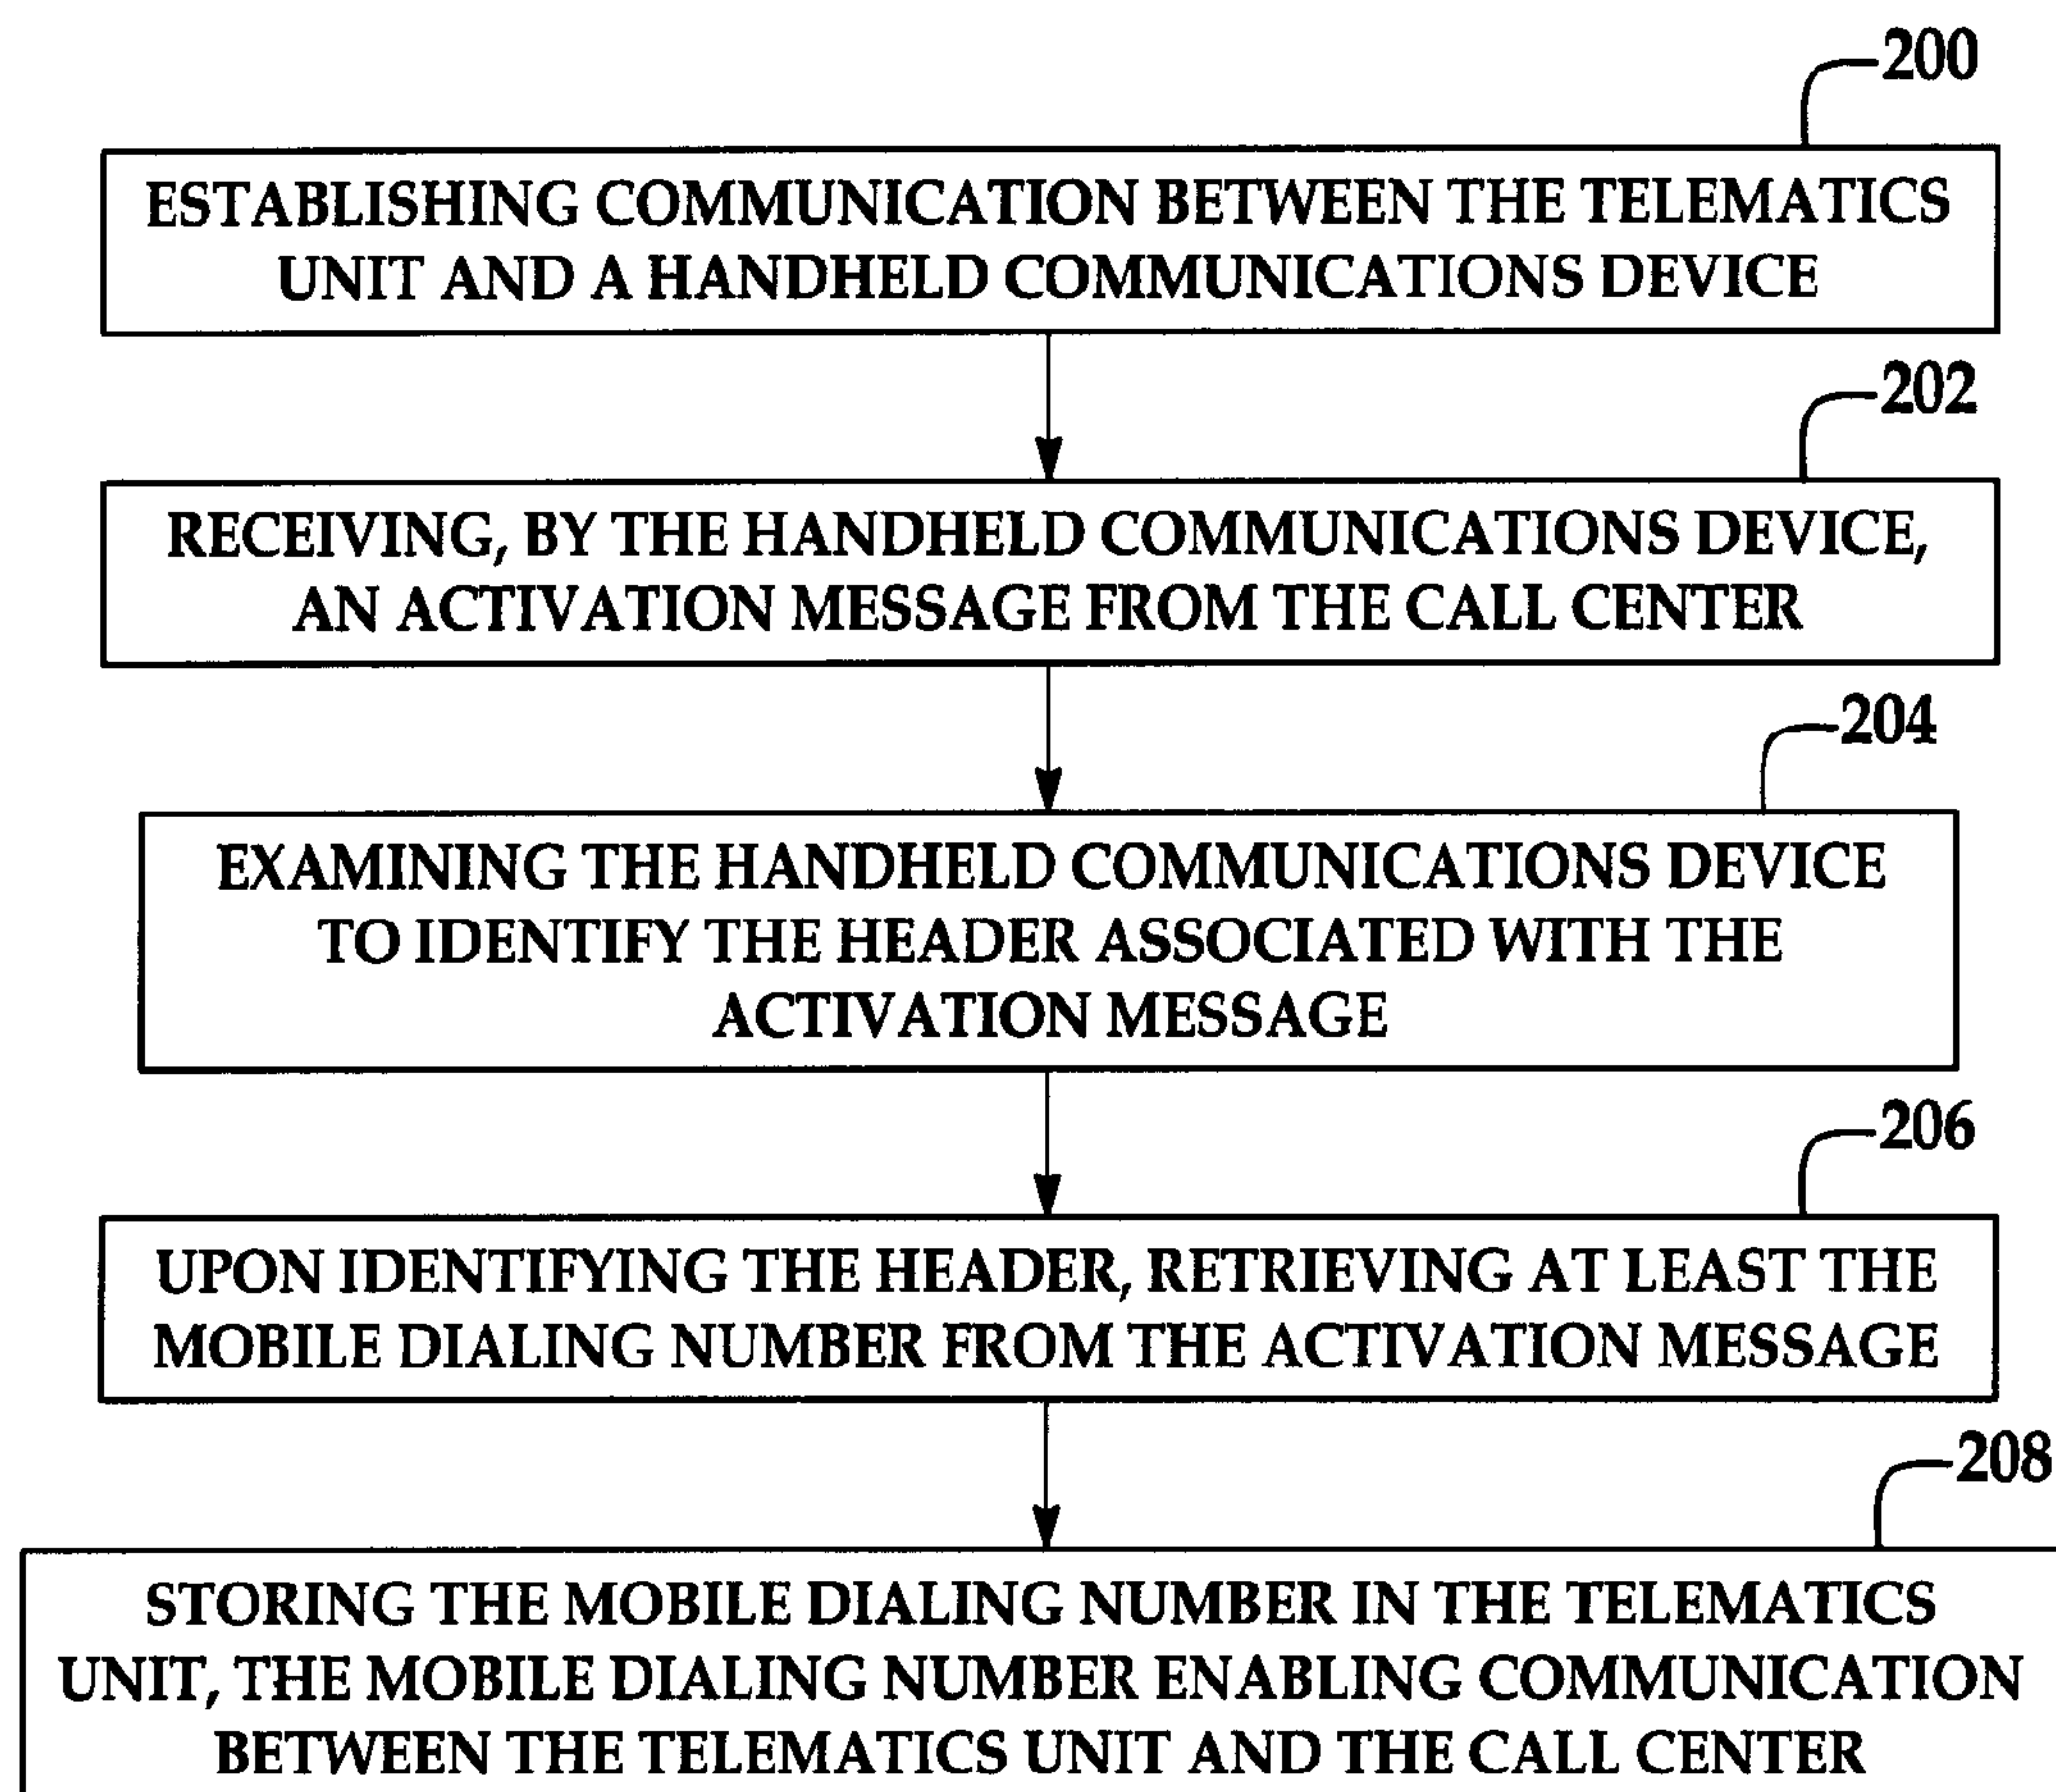 200
ESTABLISHING COMMUNICATION BETWEEN THE TELEMATICS
UNIT AND A HANDHELD COMMUNICATIONS DEVICE
202
RECEIVING, BY THE HANDHELD COMMUNICATIONS DEVICE,
AN ACTIVATION MESSAGE FROM THE CALL CENTER
204
EXAMINING THE HANDHELD COMMUNICATIONS DEVICE
TO IDENTIFY THE HEADER ASSOCIATED WITH THE
ACTIVATION MESSAGE
206
UPON IDENTIFYING THE HEADER, RETRIEVING AT LEAST THE
MOBILE DIALING NUMBER FROM THE ACTIVATION MESSAGE
208
STORING THE MOBILE DIALING NUMBER IN THE TELEMATICS
UNIT, THE MOBILE DIALING NUMBER ENABLING COMMUNICATION
BETWEEN THE TELEMATICS UNIT AND THE CALL CENTER